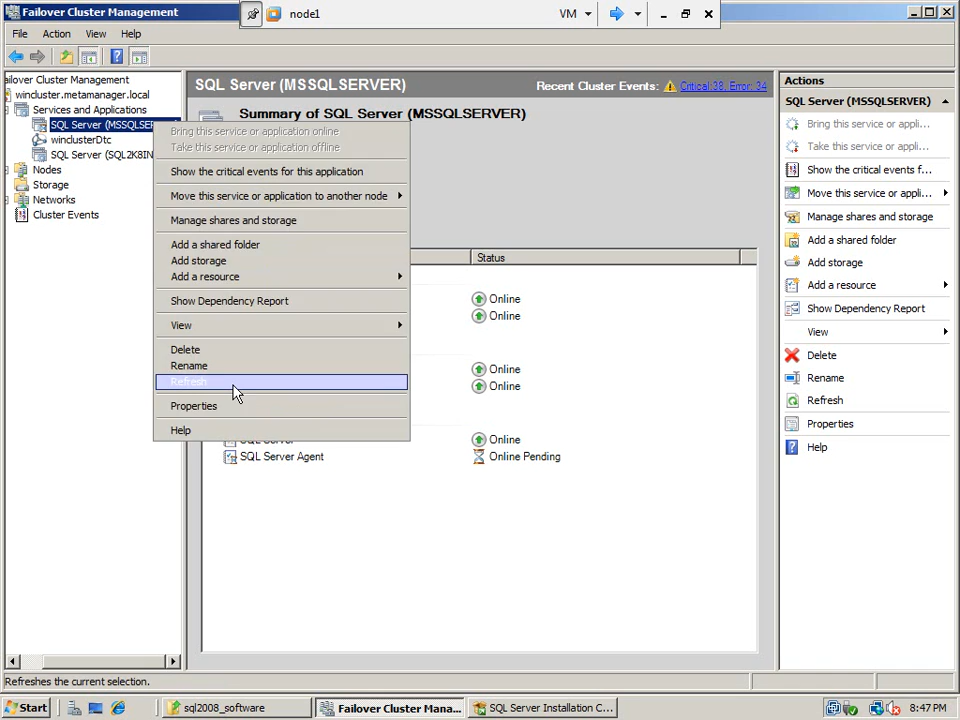 Failover Cluster Management
node1
VM
File Action View Help
ailover Cluster Management
wincluster.metamanager.local
Services and Applications
SQL Server (MSSQLSER
winclusterDtc
SQL Server (SQL2K8IN
Nodes
Storage
Networks
Cluster Events
SQL Server (MSSQLSERVER)
Recent Cluster Events: Critical:38, Error: 34
Summary of SQL Server (MSSQLSERVER)
Bring this service or application online
Take this service or application offline
Show the critical events for this application
Move this service or application to another node
Manage shares and storage
Add a shared folder
Add storage
Add a resource
Show Dependency Report
View
Delete
Rename
Refresh
Properties
Help
Status
Online
Online
Online
Online
SQL Server Online
SQL Server Agent Online Pending
Actions
SQL Server (MSSQLSERVER)
Bring this service or appli...
Take this service or appli...
Show the critical events f...
Move this service or appli...
Manage shares and storage
Add a shared folder
Add storage
Add a resource
Show Dependency Report
View
Delete
Rename
Refresh
Properties
Help
Refreshes the current selection.
Start
sql2008_software
Failover Cluster Mana...
SQL Server Installation C...
8:47 PM